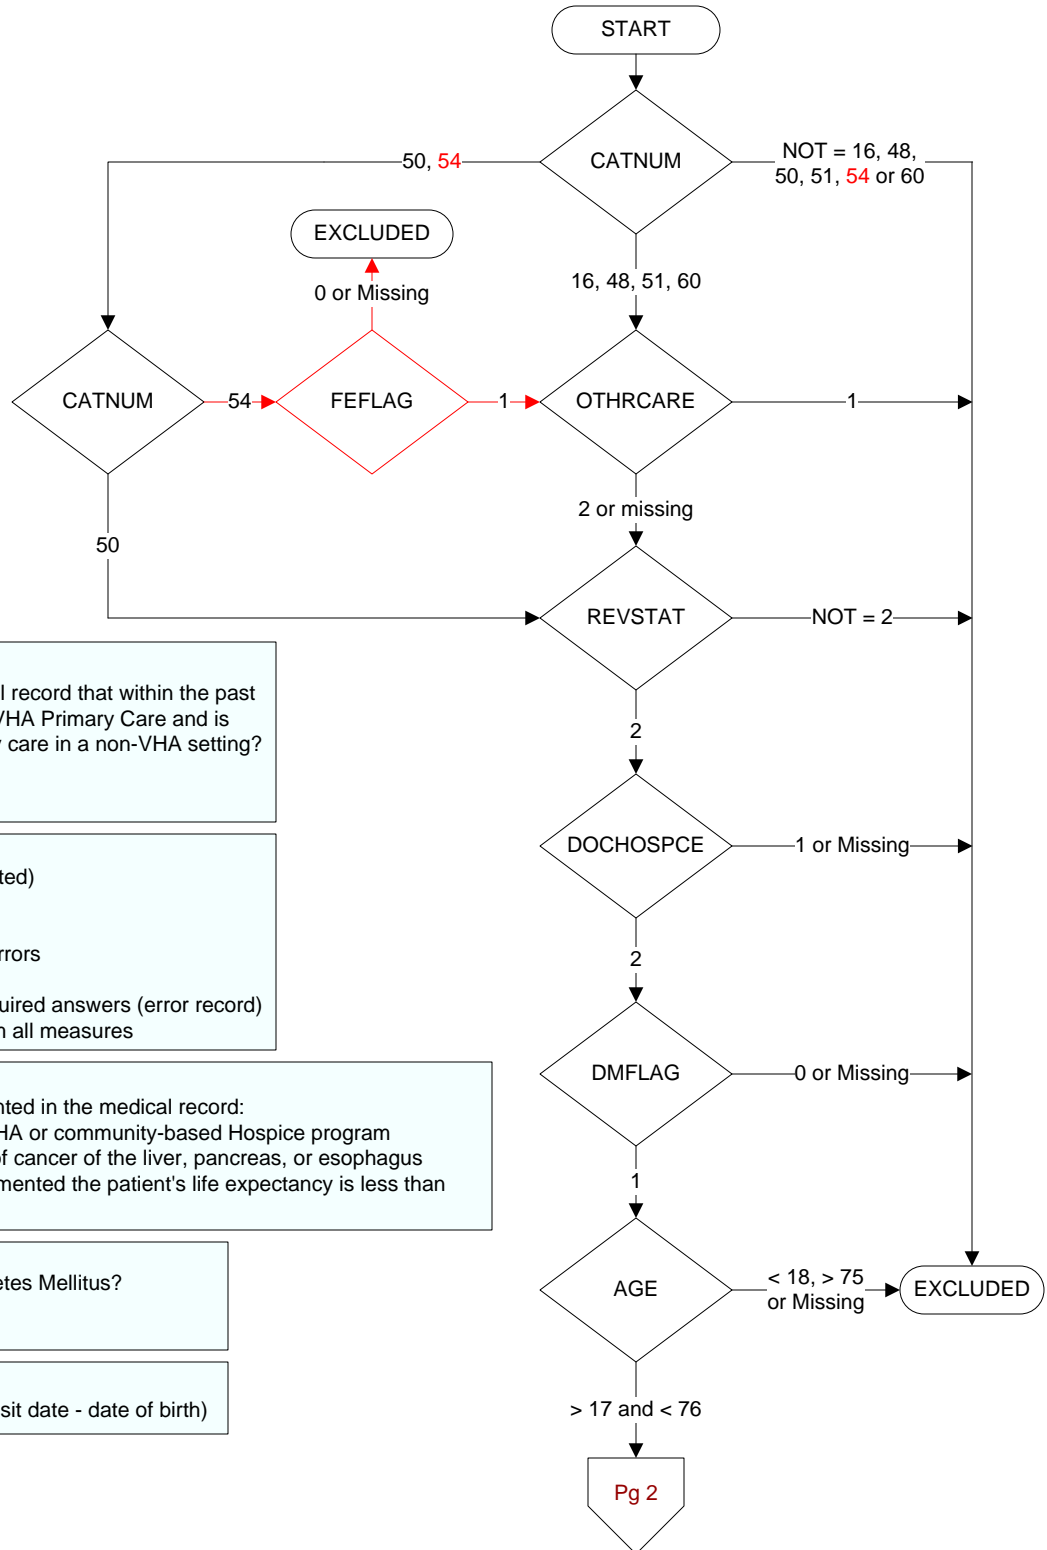 START
CATNUM
50, 54
NOT = 16, 48,
50, 51, 54 or 60
EXCLUDED
0 or Missing
16, 48, 51, 60
CATNUM
54
FEFLAG
1
OTHRCARE
1
2 or missing
50
REVSTAT
NOT = 2
l record that within the past
VHA Primary Care and is
care in a non-VHA setting?
2
DOCHOSPCE
1 or Missing
ted)
rrors
uired answers (error record)
all measures
2
DMFLAG
0 or Missing
nted in the medical record:
HA or community-based Hospice program
of cancer of the liver, pancreas, or esophagus
mented the patient's life expectancy is less than
1
AGE
< 18, > 75
or Missing
EXCLUDED
etes Mellitus?
sit date - date of birth)
> 17 and < 76
Pg 2